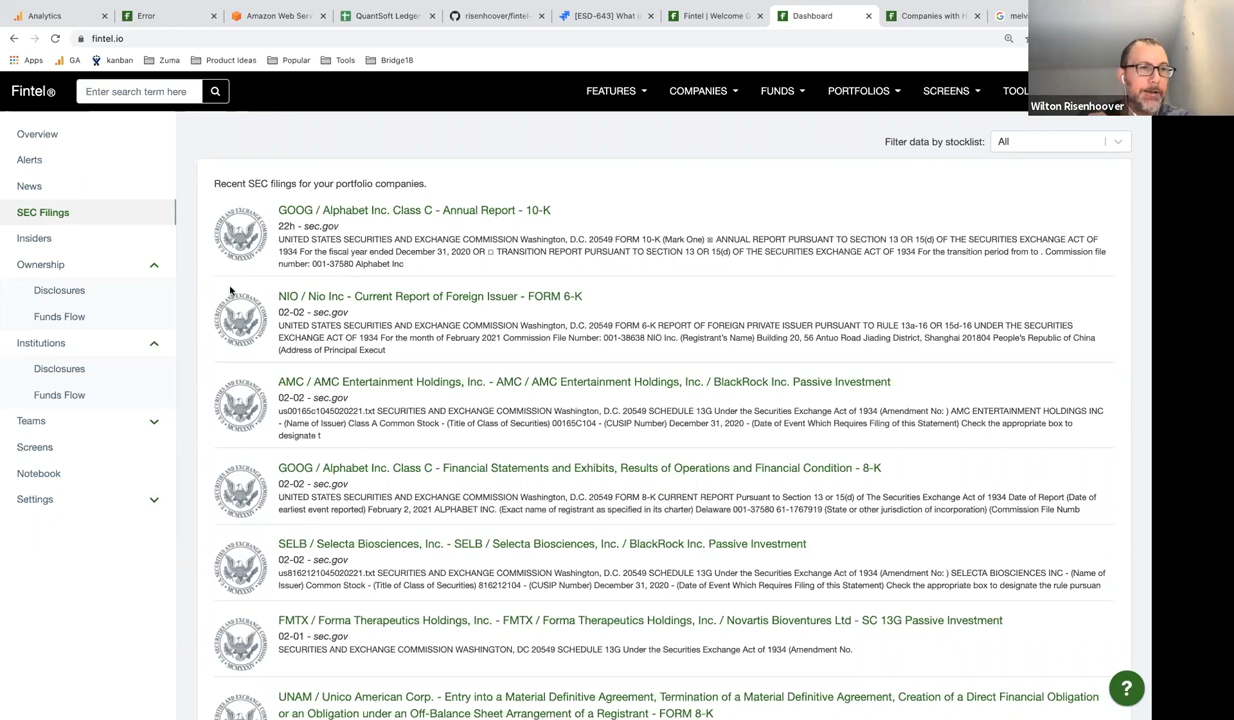 Analytics
Error
Amazon Web Serv
QuantSoft Ledger
risenhoover/fintel-
[ESD-643] What
Fintel | Welcome
Dashboard
Companies with H
melv
fintel.io
Apps
GA
kanban
Zuma
Product Ideas
Popular
Tools
Bridge18
Fintel®
Enter search term here
FEATURES
COMPANIES
FUNDS
PORTFOLIOS
SCREENS
TOOL
Wilton Risenhoover
Overview
Alerts
News
SEC Filings
Insiders
Ownership
Disclosures
Funds Flow
Institutions
Disclosures
Funds Flow
Teams
Screens
Notebook
Settings
Filter data by stocklist:
All
Recent SEC filings for your portfolio companies.
GOOG / Alphabet Inc. Class C - Annual Report - 10-K
22h - sec.gov
UNITED STATES SECURITIES AND EXCHANGE COMMISSION Washington, D.C. 20549 FORM 10-K (Mark One) ☒ ANNUAL REPORT PURSUANT TO SECTION 13 OR 15(d) OF THE SECURITIES EXCHANGE ACT OF
1934 For the fiscal year ended December 31, 2020 OR ☐ TRANSITION REPORT PURSUANT TO SECTION 13 OR 15(d) OF THE SECURITIES EXCHANGE ACT OF 1934 For the transition period from to . Commission file
number: 001-37580 Alphabet Inc
NIO / Nio Inc - Current Report of Foreign Issuer - FORM 6-K
02-02 - sec.gov
UNITED STATES SECURITIES AND EXCHANGE COMMISSION Washington, D.C. 20549 FORM 6-K REPORT OF FOREIGN PRIVATE ISSUER PURSUANT TO RULE 13a-16 OR 15d-16 UNDER THE SECURITIES
EXCHANGE ACT OF 1934 For the month of February 2021 Commission File Number: 001-38638 NIO Inc. (Registrant's Name) Building 20, 56 Antuo Road Jiading District, Shanghai 201804 People's Republic of China
(Address of Principal Execut
AMC / AMC Entertainment Holdings, Inc. - AMC / AMC Entertainment Holdings, Inc. / BlackRock Inc. Passive Investment
02-02 - sec.gov
us00165c1045020221.txt SECURITIES AND EXCHANGE COMMISSION Washington, D.C. 20549 SCHEDULE 13G Under the Securities Exchange Act of 1934 (Amendment No: ) AMC ENTERTAINMENT HOLDINGS INC
- (Name of Issuer) Class A Common Stock - (Title of Class of Securities) 00165C104 - (CUSIP Number) December 31, 2020 - (Date of Event Which Requires Filing of this Statement) Check the appropriate box to
designate t
GOOG / Alphabet Inc. Class C - Financial Statements and Exhibits, Results of Operations and Financial Condition - 8-K
02-02 - sec.gov
UNITED STATES SECURITIES AND EXCHANGE COMMISSION Washington, D.C. 20549 FORM 8-K CURRENT REPORT Pursuant to Section 13 or 15(d) of The Securities Exchange Act of 1934 Date of Report (Date of
earliest event reported) February 2, 2021 ALPHABET INC. (Exact name of registrant as specified in its charter) Delaware 001-37580 61-1767919 (State or other jurisdiction of incorporation) (Commission File Numb
SELB / Selecta Biosciences, Inc. - SELB / Selecta Biosciences, Inc. / BlackRock Inc. Passive Investment
02-02 - sec.gov
us8162121045020221.txt SECURITIES AND EXCHANGE COMMISSION Washington, D.C. 20549 SCHEDULE 13G Under the Securities Exchange Act of 1934 (Amendment No: ) SELECTA BIOSCIENCES INC - (Name of
Issuer) Common Stock - (Title of Class of Securities) 816212104 - (CUSIP Number) December 31, 2020 - (Date of Event Which Requires Filing of this Statement) Check the appropriate box to designate the rule pursuan
FMTX / Forma Therapeutics Holdings, Inc. - FMTX / Forma Therapeutics Holdings, Inc. / Novartis Bioventures Ltd - SC 13G Passive Investment
02-01 - sec.gov
SECURITIES AND EXCHANGE COMMISSION WASHINGTON, DC 20549 SCHEDULE 13G Under the Securities Exchange Act of 1934 (Amendment No.
UNAM / Unico American Corp. - Entry into a Material Definitive Agreement, Termination of a Material Definitive Agreement, Creation of a Direct Financial Obligation
or an Obligation under an Off-Balance Sheet Arrangement of a Registrant - FORM 8-K
?